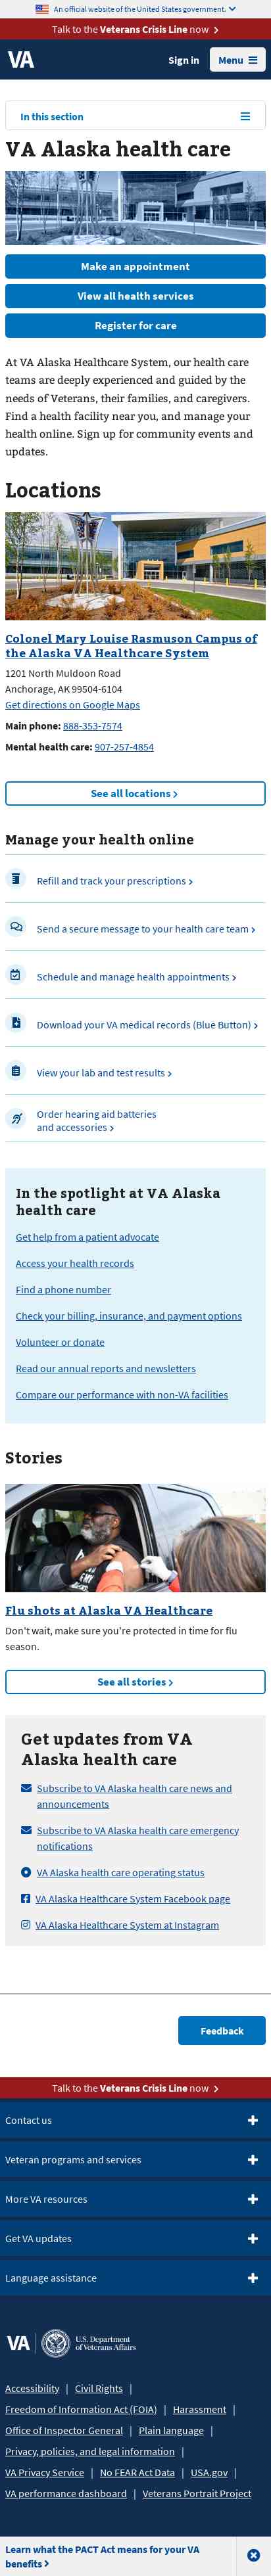 An official website of the United States government.
Talk to the Veterans Crisis Line now
VA
Sign in
Menu
In this section
VA Alaska health care
Make an appointment
View all health services
Register for care
At VA Alaska Healthcare System, our health care
teams are deeply experienced and guided by the
needs of Veterans, their families, and caregivers.
Find a health facility near you, and manage your
health online. Sign up for community events and
updates.
Locations
Colonel Mary Louise Rasmuson Campus of
the Alaska VA Healthcare System
1201 North Muldoon Road
Anchorage, AK 99504-6104
Get directions on Google Maps
Main phone: 888-353-7574
Mental health care: 907-257-4854
See all locations
Manage your health online
Refill and track your prescriptions
Send a secure message to your health care team
Schedule and manage health appointments
Download your VA medical records (Blue Button)
View your lab and test results
Order hearing aid batteries
and accessories
In the spotlight at VA Alaska
health care
Get help from a patient advocate
Access your health records
Find a phone number
Check your billing, insurance, and payment options
Volunteer or donate
Read our annual reports and newsletters
Compare our performance with non-VA facilities
Stories
Flu shots at Alaska VA Healthcare
Don't wait, make sure you're protected in time for flu
season.
See all stories
Get updates from VA
Alaska health care
Subscribe to VA Alaska health care news and
announcements
Subscribe to VA Alaska health care emergency
notifications
VA Alaska health care operating status
VA Alaska Healthcare System Facebook page
VA Alaska Healthcare System at Instagram
Feedback
Talk to the Veterans Crisis Line now
Contact us
Veteran programs and services
More VA resources
Get VA updates
Language assistance
VA | U.S. Department
of Veterans Affairs
Accessibility | Civil Rights |
Freedom of Information Act (FOIA) | Harassment |
Office of Inspector General | Plain language |
Privacy, policies, and legal information |
VA Privacy Service | No FEAR Act Data | USA.gov |
VA performance dashboard | Veterans Portrait Project
Learn what the PACT Act means for your VA
benefits